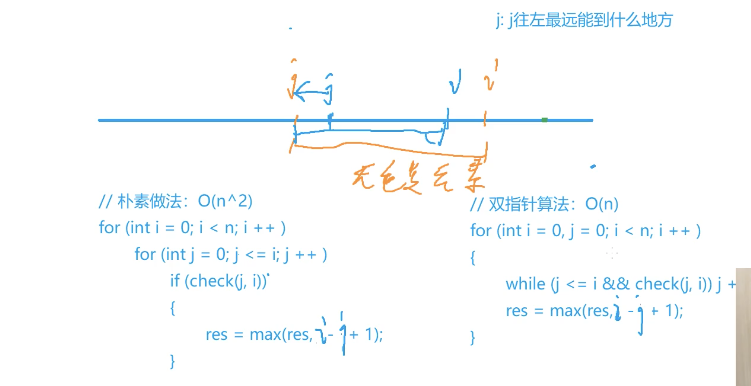 j: j往左最远能到什么地方
j j i i'
无包复元素
// 朴素做法：O(n^2)
for (int i = 0; i < n; i ++ )
for (int j = 0; j <= i; j ++ )
if (check(j, i))
{
res = max(res, i - j + 1);
}
// 双指针算法：O(n)
for (int i = 0, j = 0; i < n; i ++ )
{
while (j <= i && check(j, i)) j +
res = max(res, i - j + 1);
}